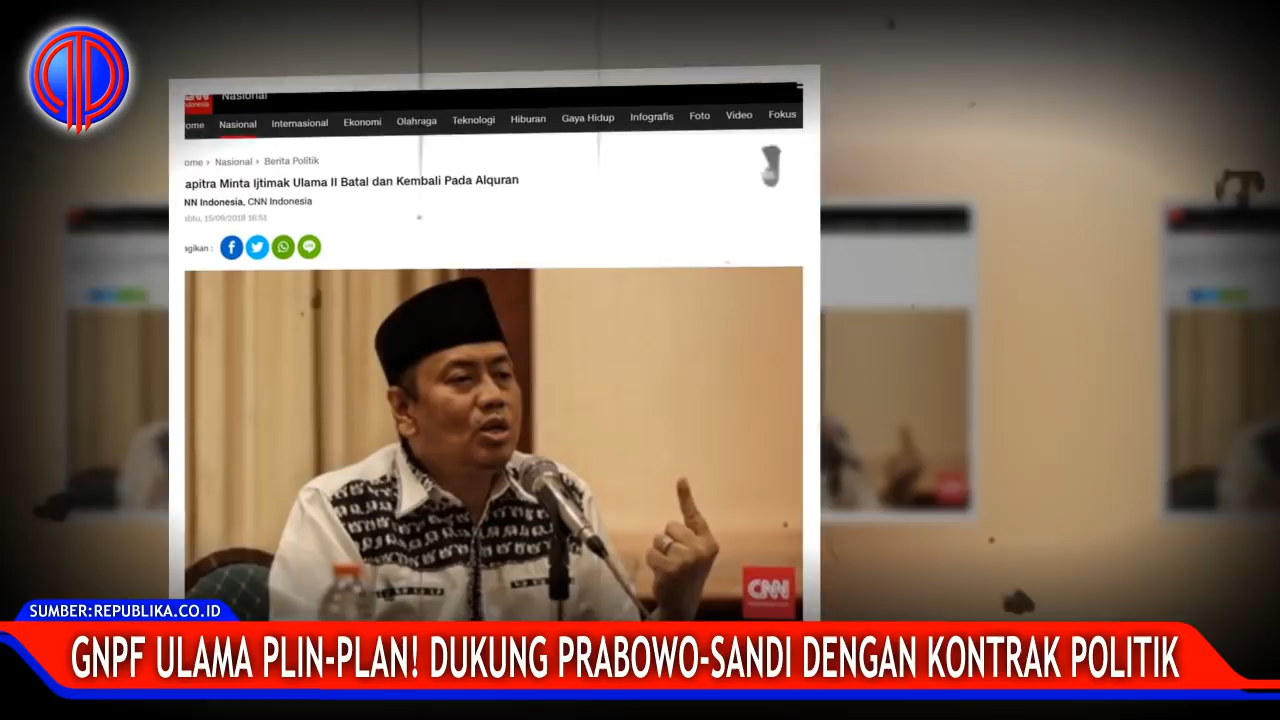 Nasional
ome Nasional Internasional Ekonomi Olahraga Teknologi Hiburan Gaya Hidup Infografis Foto Video Fokus
ome > Nasional > Berita Politik
apitra Minta Ijtimak Ulama II Batal dan Kembali Pada Alquran
NN Indonesia, CNN Indonesia
abtu, 15/09/2018 16:51
agikan :
CNN
SUMBER:REPUBLIKA.CO.ID
GNPF ULAMA PLIN-PLAN! DUKUNG PRABOWO-SANDI DENGAN KONTRAK POLITIK